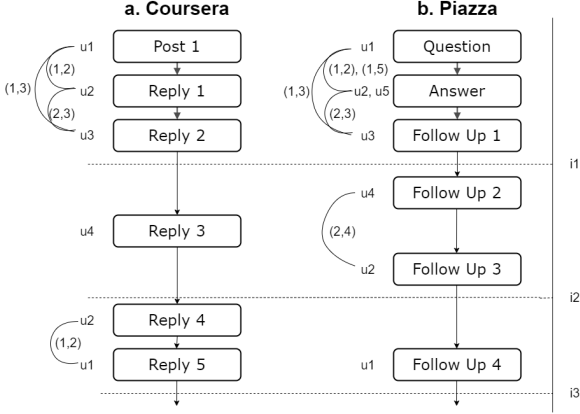 a. Coursera
b. Piazza
u1 Post 1
(1,2)
(1,3) u2 Reply 1
(2,3)
u3 Reply 2
u4 Reply 3
u2 Reply 4
(1,2)
u1 Reply 5
u1 Question
(1,2), (1,5)
(1,3) u2, u5 Answer
(2,3)
u3 Follow Up 1
i1
u4 Follow Up 2
(2,4)
u2 Follow Up 3
i2
u1 Follow Up 4
i3